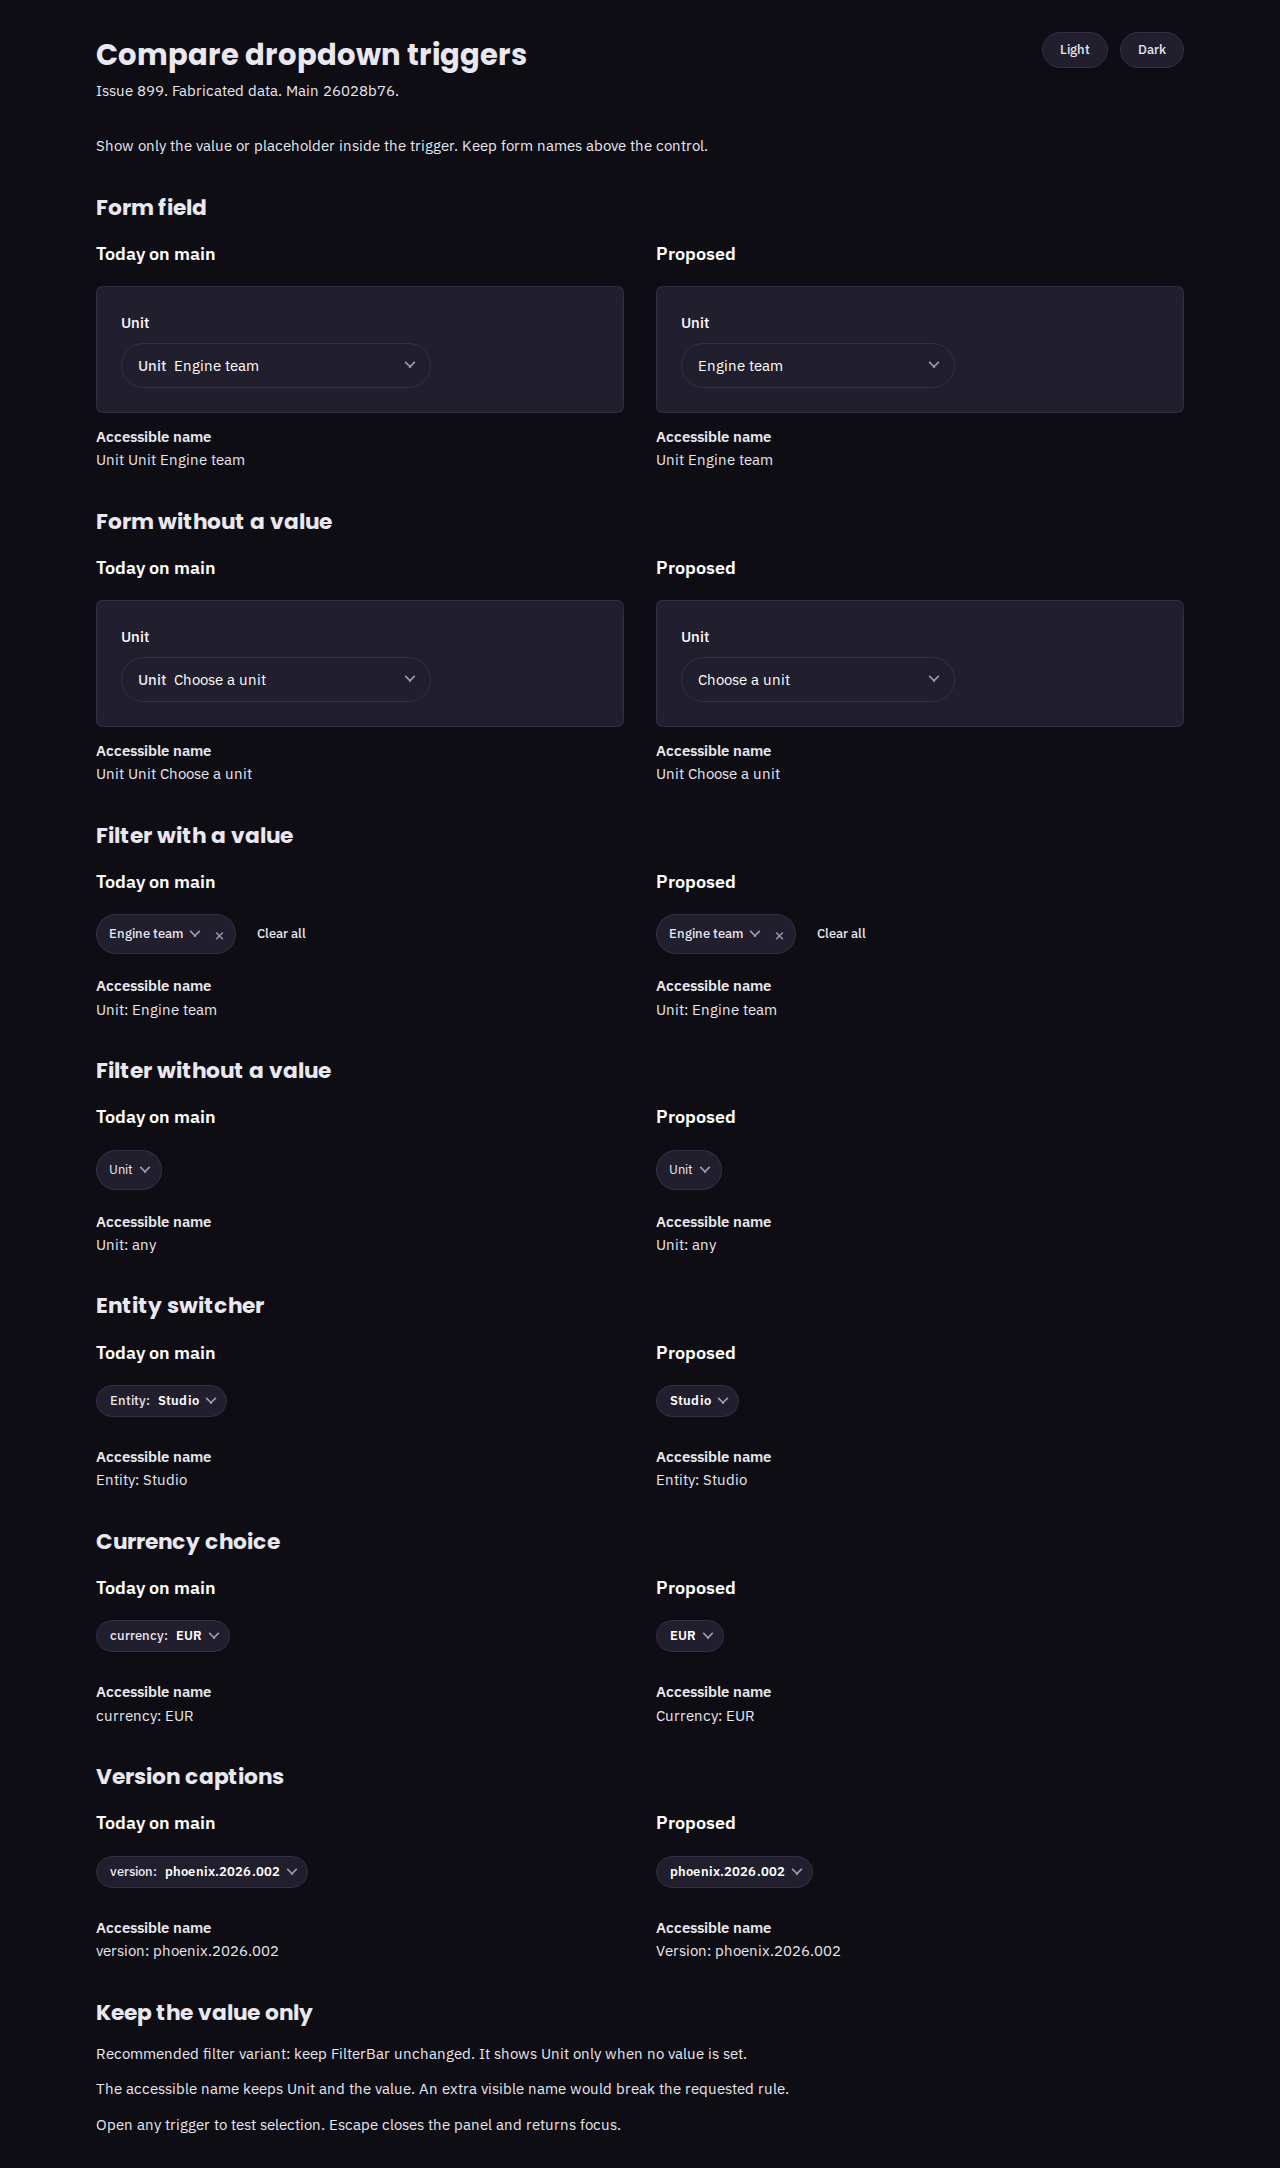 Compare dropdown triggers
Light
Dark
Issue 899. Fabricated data. Main 26028b76.
Show only the value or placeholder inside the trigger. Keep form names above the control.
Form field
Today on main
Proposed
Unit
Unit
Unit Engine team
Engine team
Accessible name
Accessible name
Unit Unit Engine team
Unit Engine team
Form without a value
Today on main
Proposed
Unit
Unit
Unit Choose a unit
Choose a unit
Accessible name
Accessible name
Unit Unit Choose a unit
Unit Choose a unit
Filter with a value
Today on main
Proposed
Engine team × Clear all
Engine team × Clear all
Accessible name
Accessible name
Unit: Engine team
Unit: Engine team
Filter without a value
Today on main
Proposed
Unit
Unit
Accessible name
Accessible name
Unit: any
Unit: any
Entity switcher
Today on main
Proposed
Entity: Studio
Studio
Accessible name
Accessible name
Entity: Studio
Entity: Studio
Currency choice
Today on main
Proposed
currency: EUR
EUR
Accessible name
Accessible name
currency: EUR
Currency: EUR
Version captions
Today on main
Proposed
version: phoenix.2026.002
phoenix.2026.002
Accessible name
Accessible name
version: phoenix.2026.002
Version: phoenix.2026.002
Keep the value only
Recommended filter variant: keep FilterBar unchanged. It shows Unit only when no value is set.
The accessible name keeps Unit and the value. An extra visible name would break the requested rule.
Open any trigger to test selection. Escape closes the panel and returns focus.